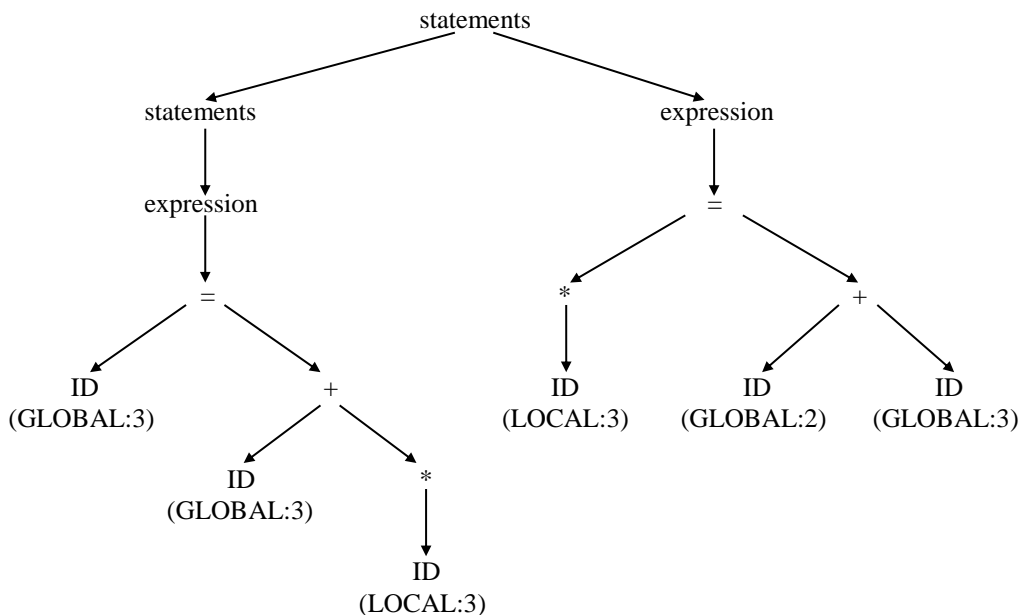 statements
statements expression
expression =
= * +
ID + ID ID ID
(GLOBAL:3) (LOCAL:3) (GLOBAL:2) (GLOBAL:3)
ID *
(GLOBAL:3)
ID
(LOCAL:3)